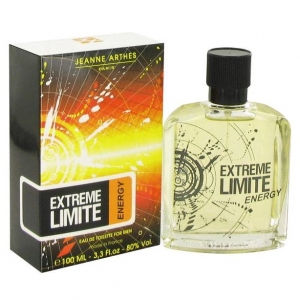 JEANNE ARTHES
EXTREME
LIMITE
ENERGY
EAU DE TOILETTE FOR MEN
100 ML - 3,3 Fl.oz - 80% Vol.
EXTREME
LIMITE
ENERGY